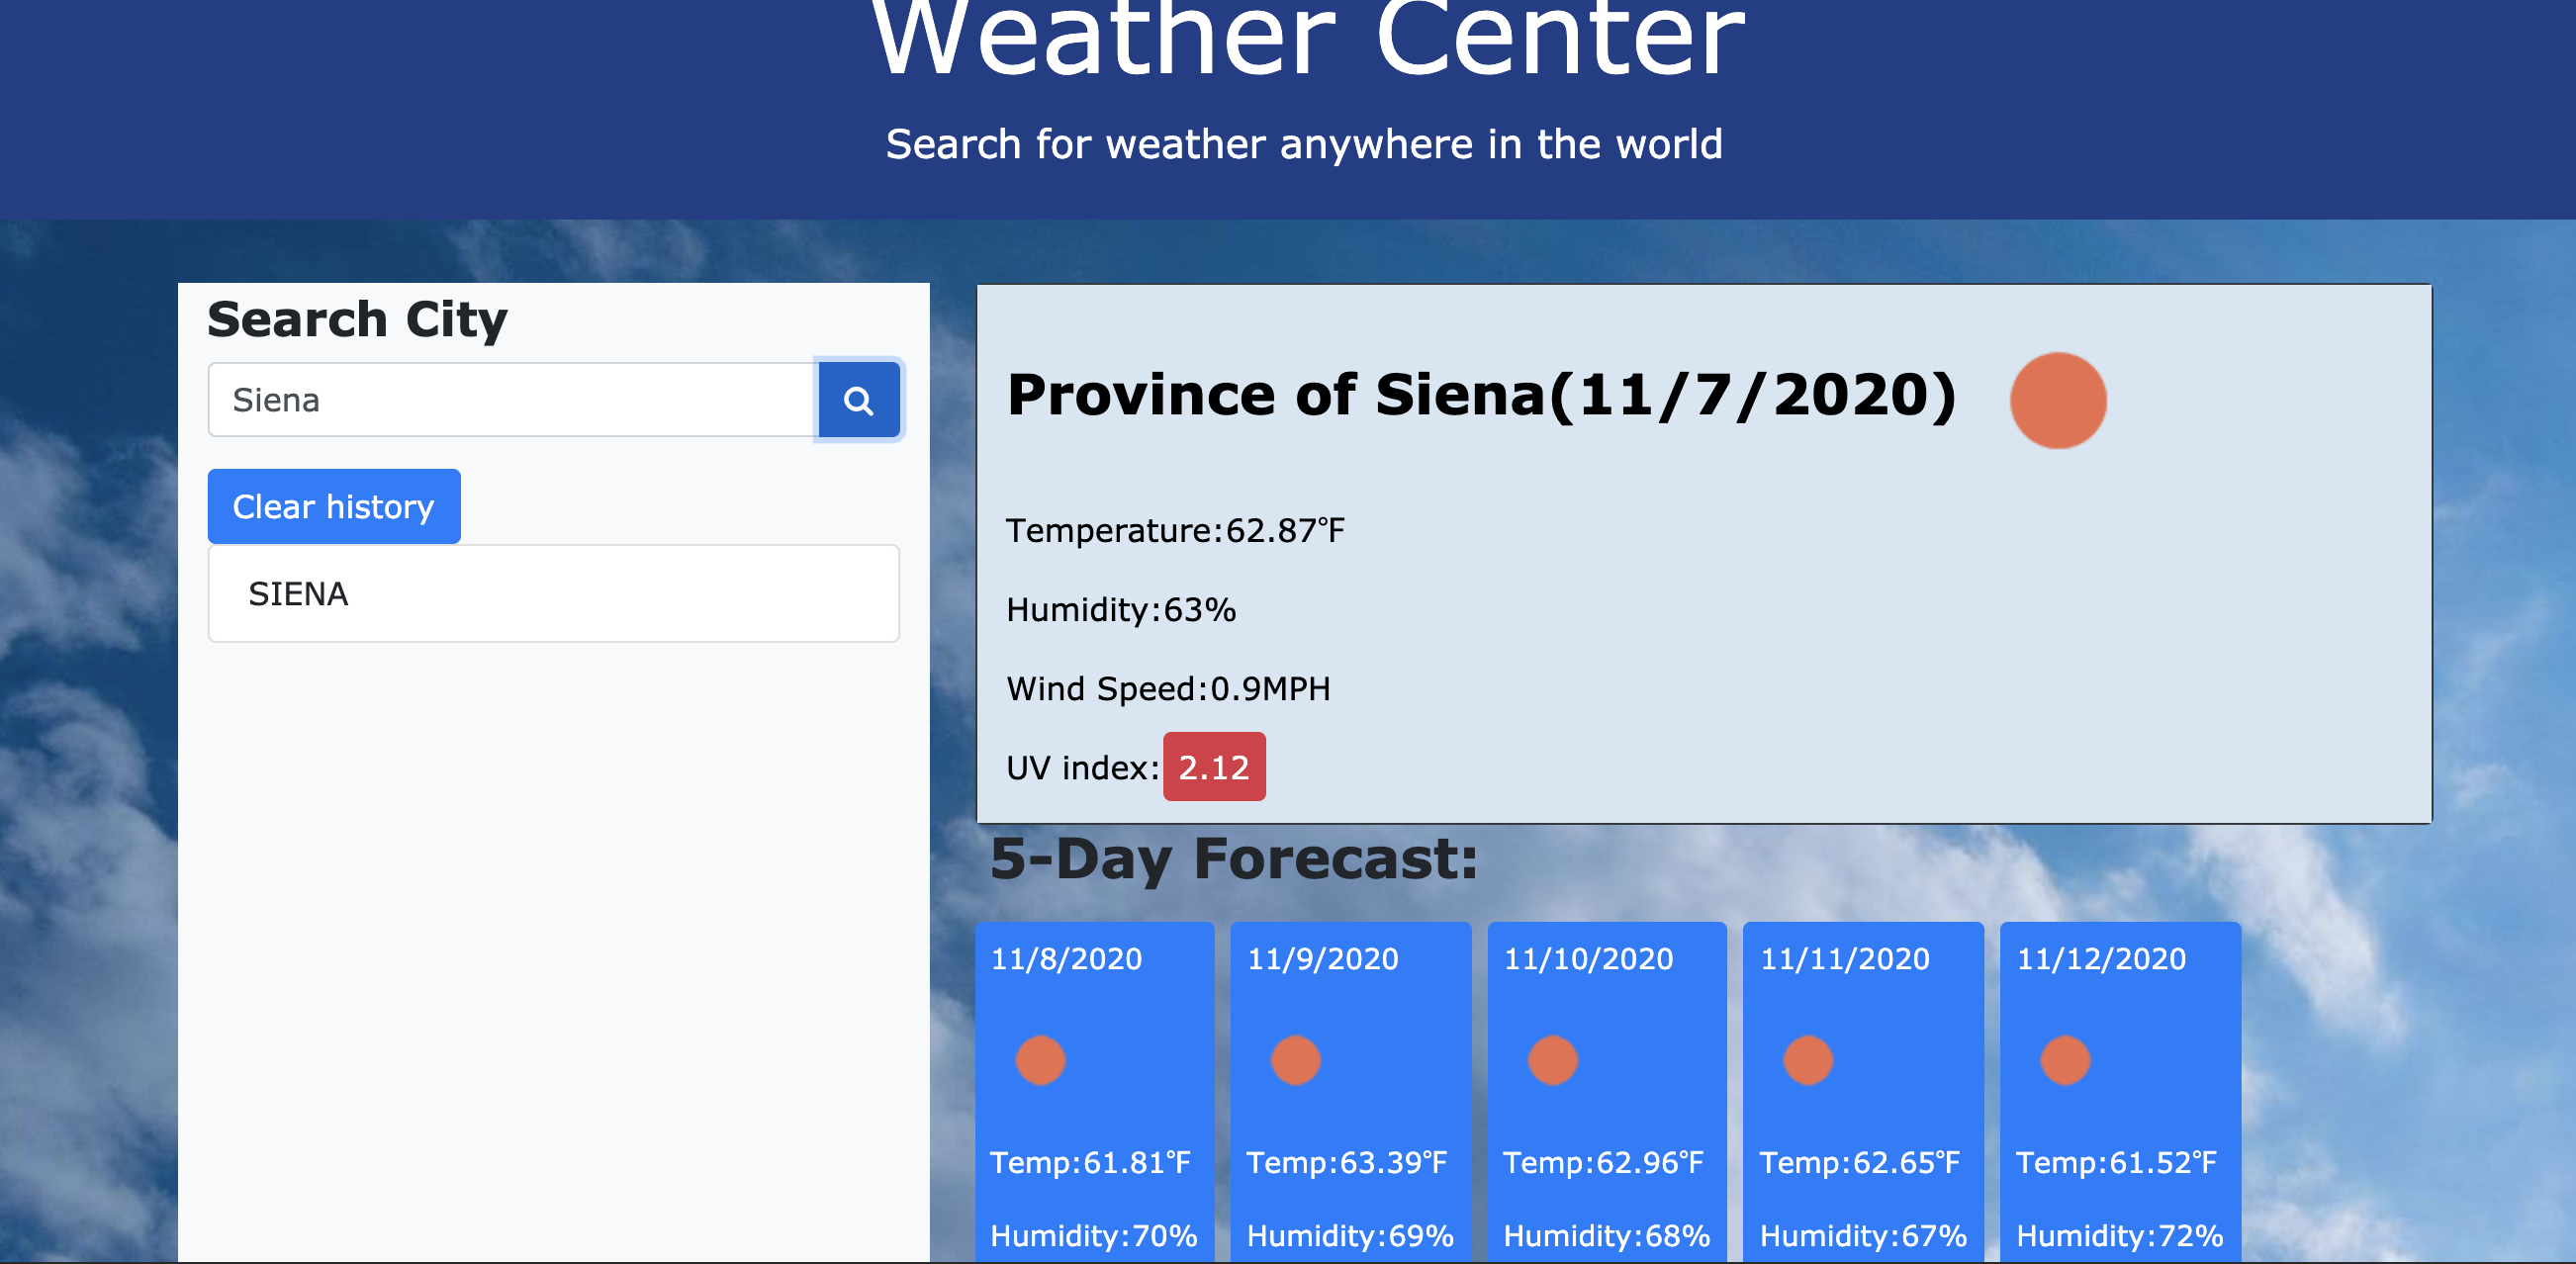 Weather Center
Search for weather anywhere in the world
Search City
Siena
Clear history
SIENA
Province of Siena(11/7/2020)
Temperature:62.87°F
Humidity:63%
Wind Speed:0.9MPH
UV index:2.12
5-Day Forecast:
11/8/2020
Temp:61.81°F
Humidity:70%
11/9/2020
Temp:63.39°F
Humidity:69%
11/10/2020
Temp:62.96°F
Humidity:68%
11/11/2020
Temp:62.65°F
Humidity:67%
11/12/2020
Temp:61.52°F
Humidity:72%